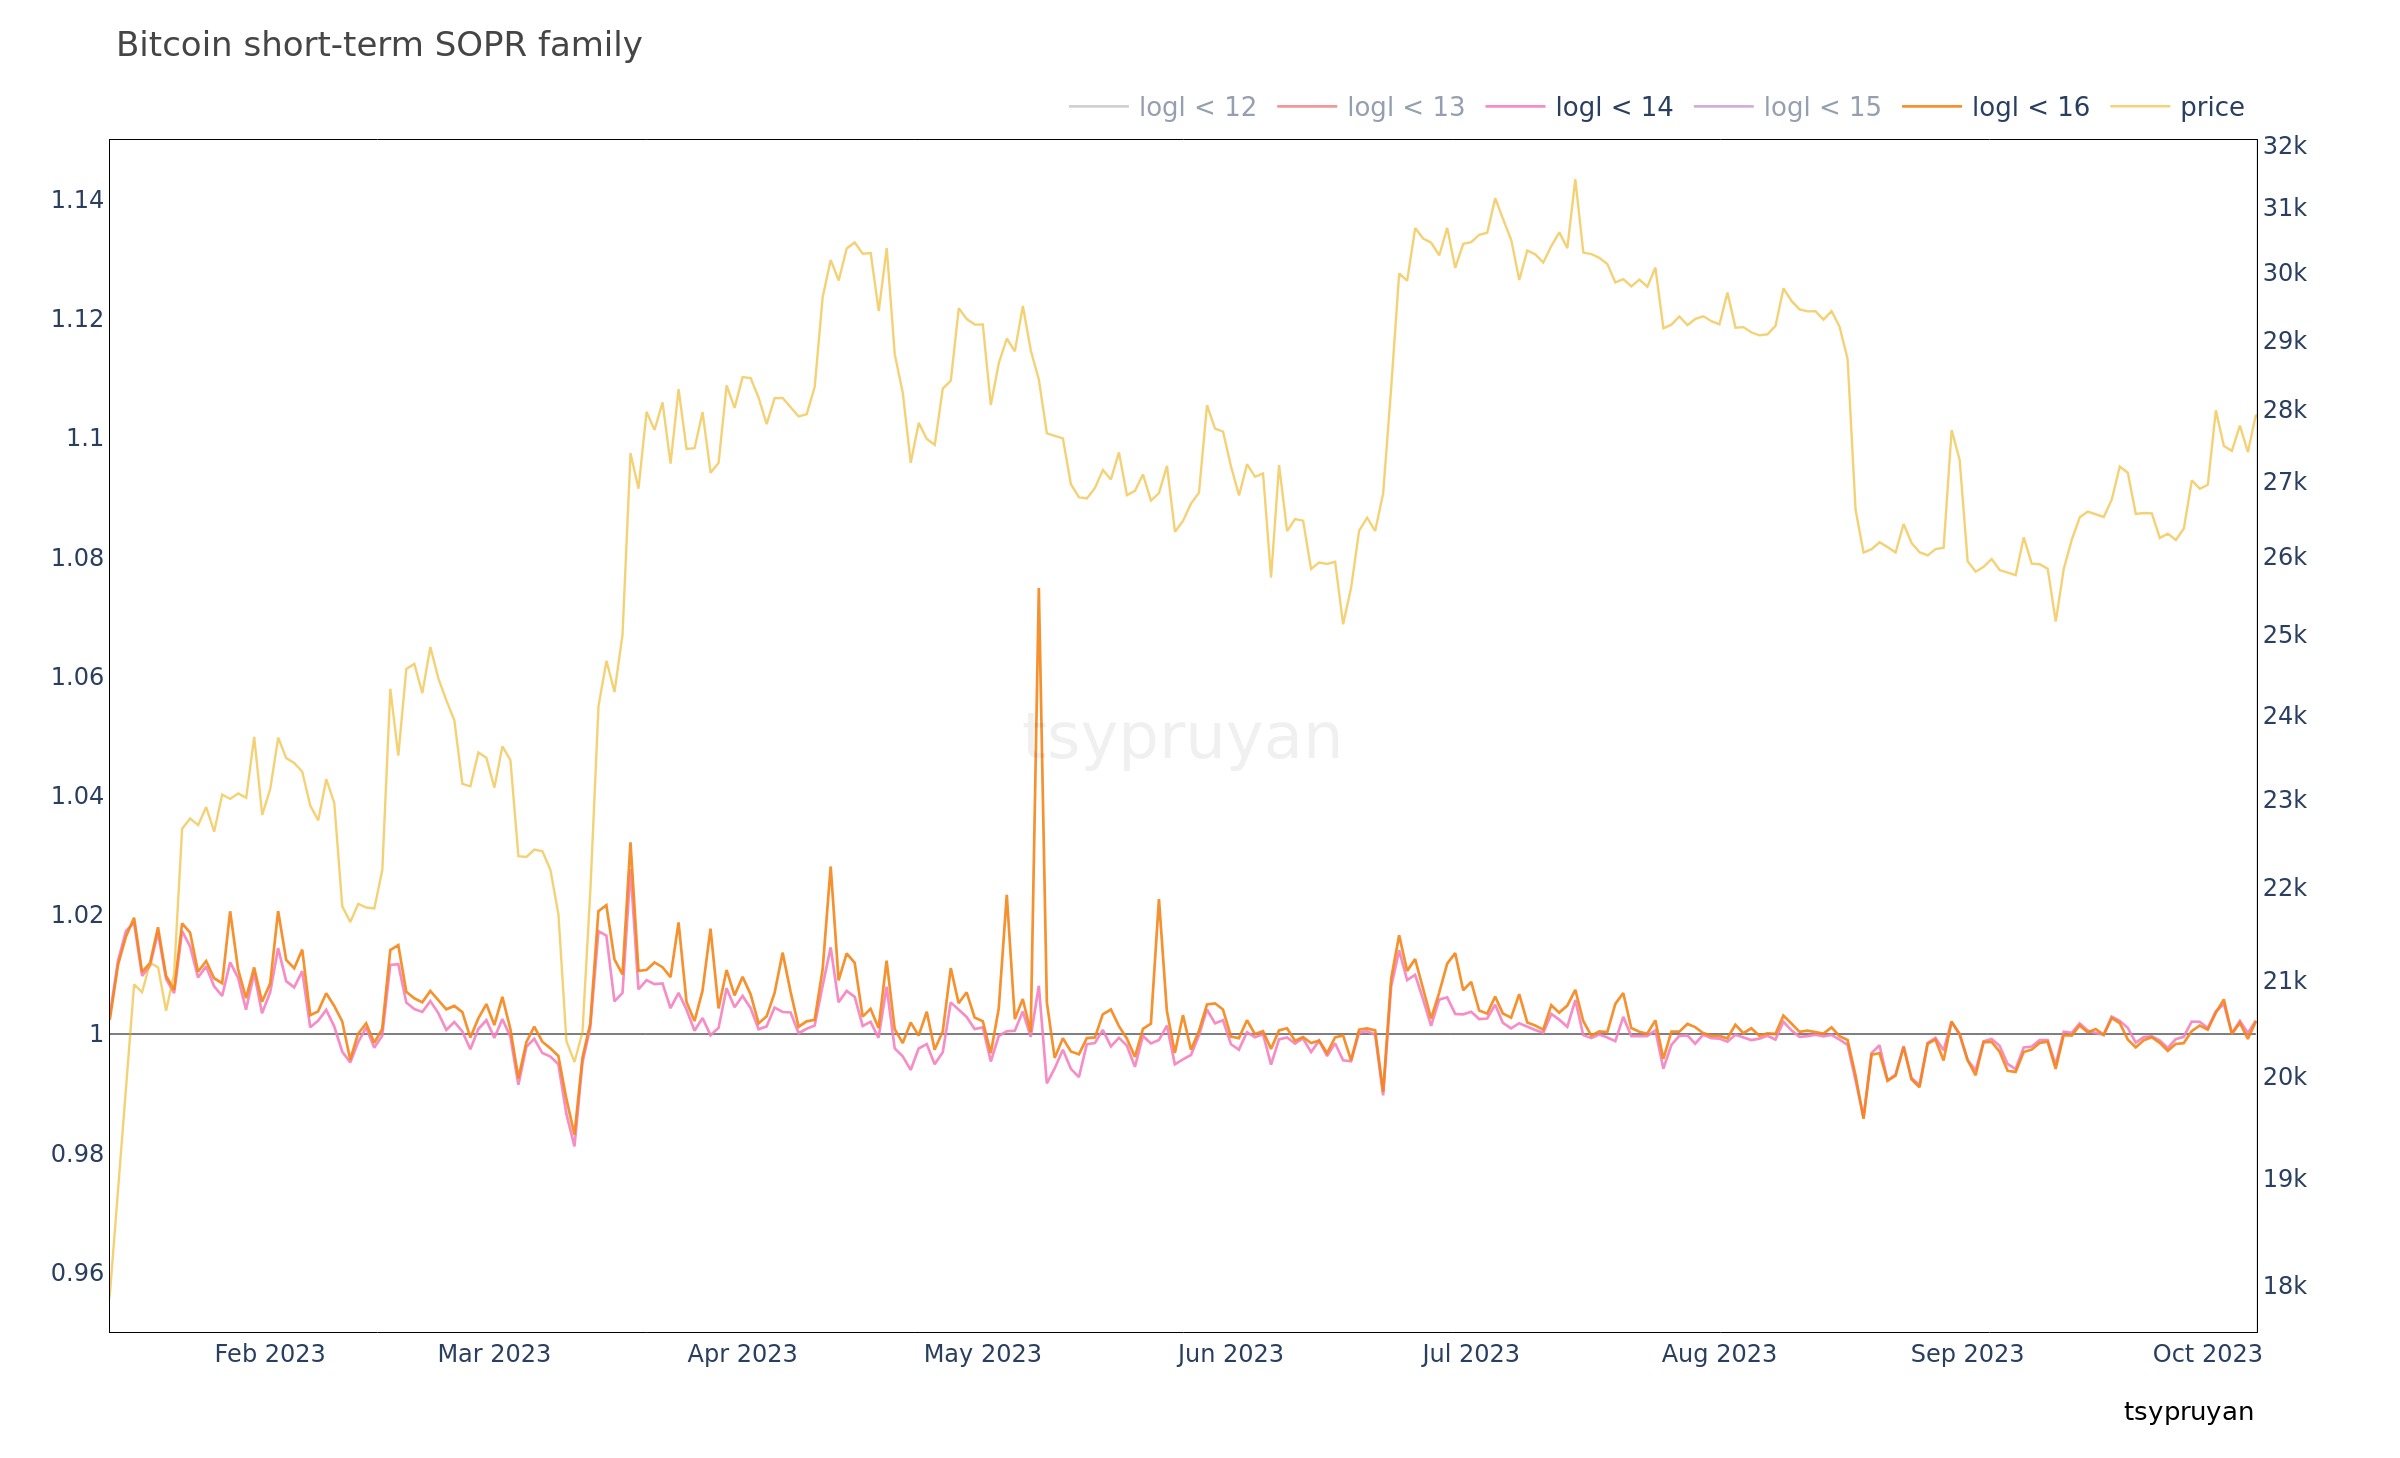 Bitcoin short-term SOPR family
logl < 12 logl < 13 logl < 14 logl < 15 logl < 16 price
32k
1.14
31k
30k
1.12
29k
28k
1.1
27k
1.08
26k
25k
1.06
24k
tsypruyan
1.04
23k
22k
1.02
21k
1
20k
0.98
19k
0.96
18k
Feb 2023 Mar 2023 Apr 2023 May 2023 Jun 2023 Jul 2023 Aug 2023 Sep 2023 Oct 2023
tsypruyan